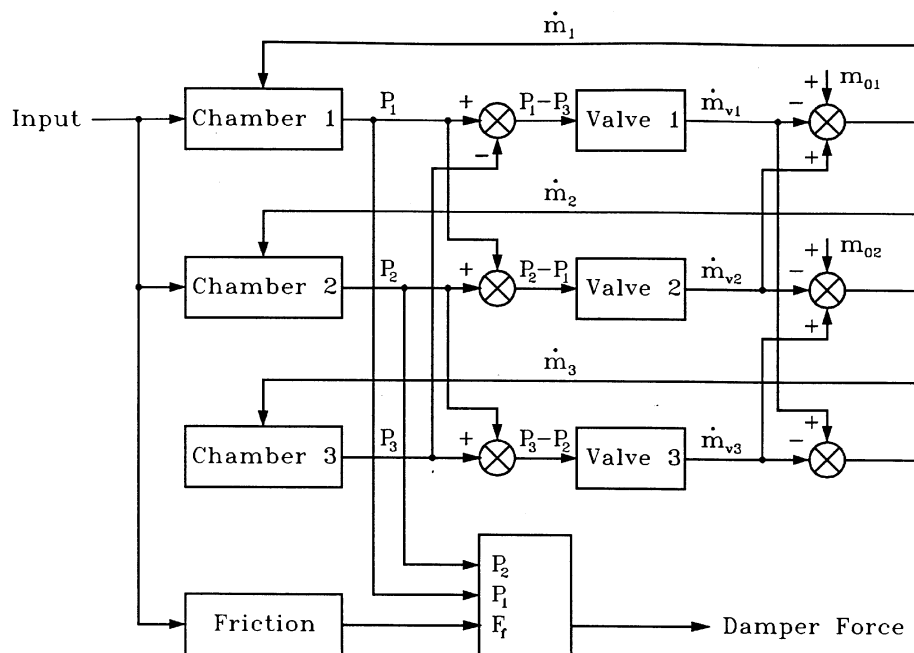 ṁ₁
Input
Chamber 1
P₁
+
−
P₁−P₃
Valve 1
ṁᵥ₁
−
+
m₀₁
+
ṁ₂
Chamber 2
P₂
+
P₂−P₁
Valve 2
ṁᵥ₂
−
+
m₀₂
+
ṁ₃
Chamber 3
P₃
+
P₃−P₂
Valve 3
ṁᵥ₃
−
+
P₂
P₁
F_f
Friction
Damper Force